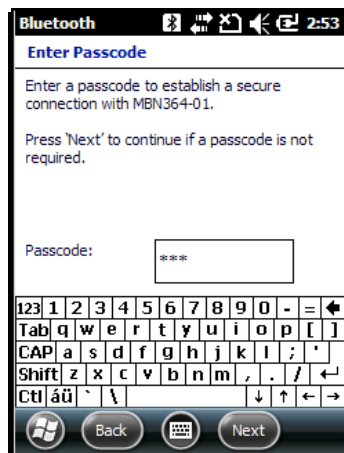 Bluetooth 2:53
Enter Passcode
Enter a passcode to establish a secure
connection with MBN364-01.
Press 'Next' to continue if a passcode is not
required.
Passcode: ***
123 1 2 3 4 5 6 7 8 9 0 - = 🡄
Tab q w e r t y u i o p [ ]
CAP a s d f g h j k l ; '
Shift z x c v b n m , . / ↵
Ctl áü ` \ ↓ ↑ ← →
Back Next